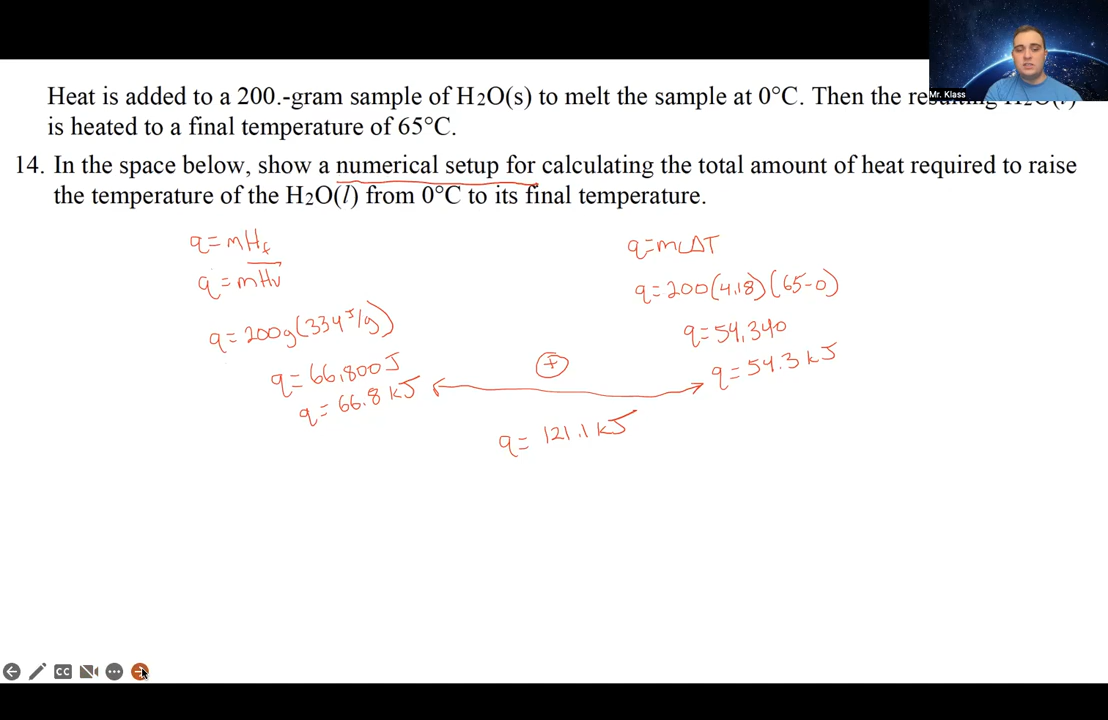 Mr. Klass
Heat is added to a 200.-gram sample of H2O(s) to melt the sample at 0°C. Then the
is heated to a final temperature of 65°C.
14. In the space below, show a numerical setup for calculating the total amount of heat required to raise
the temperature of the H2O(l) from 0°C to its final temperature.
q=mHf
q=mHv
q=200g(334J/g)
q=66,800J
q=66.8 kJ
+
q=mcΔT
q=200(4.18)(65-0)
q=54,340
q=54.3 kJ
q=121.1 kJ
CC